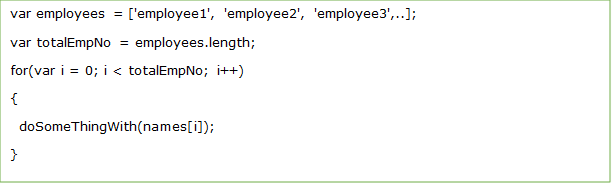 var employees = ['employee1', 'employee2', 'employee3',..];
var totalEmpNo = employees.length;
for(var i = 0; i < totalEmpNo; i++)
{
doSomeThingWith(names[i]);
}